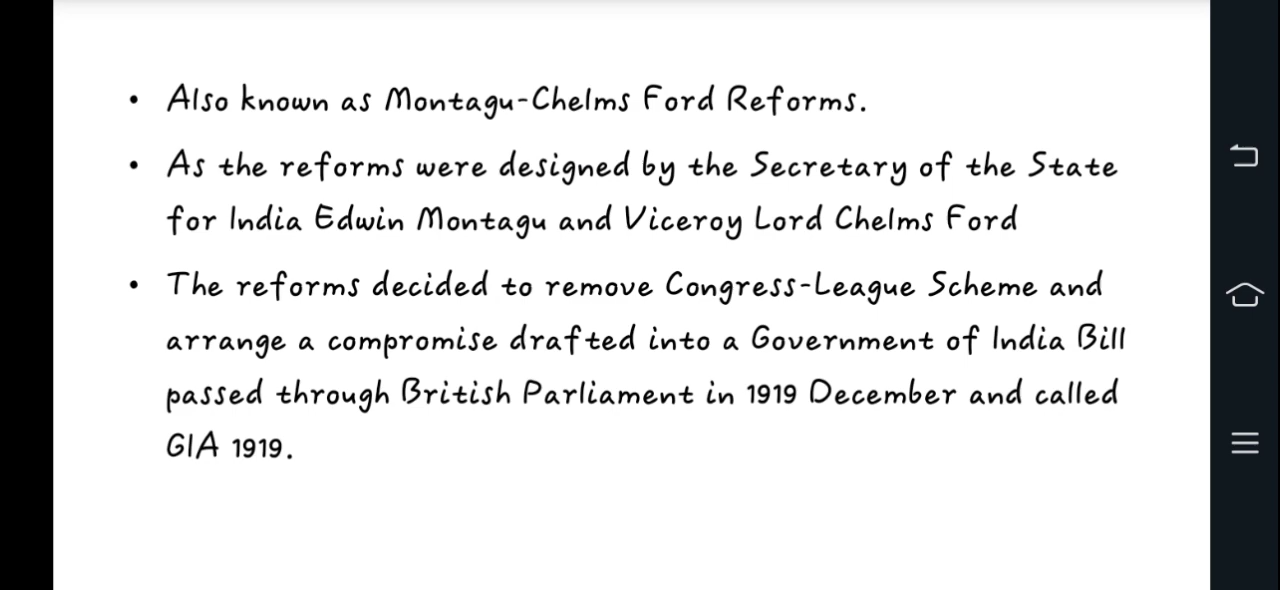 • Also known as Montagu-Chelms Ford Reforms.
• As the reforms were designed by the Secretary of the State
for India Edwin Montagu and Viceroy Lord Chelms Ford
• The reforms decided to remove Congress-League Scheme and
arrange a compromise drafted into a Government of India Bill
passed through British Parliament in 1919 December and called
GIA 1919.